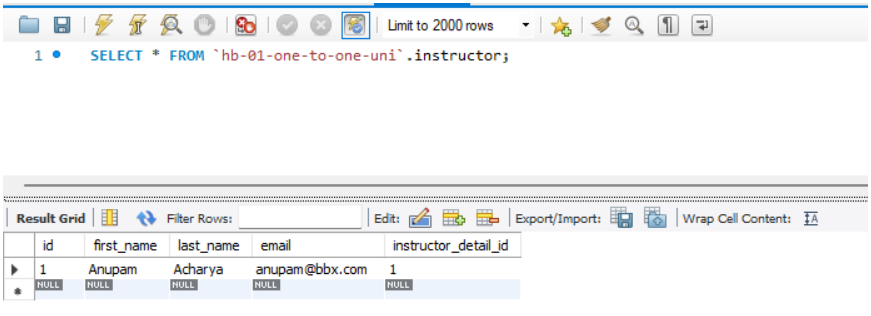 Limit to 2000 rows
1 SELECT * FROM `hb-01-one-to-one-uni`.instructor;
Result Grid Filter Rows: Edit: Export/Import: Wrap Cell Content: IA
id first_name last_name email instructor_detail_id
1 Anupam Acharya anupam@bbx.com 1
NULL NULL NULL NULL NULL